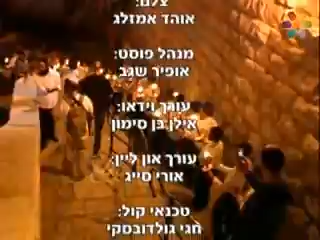 צלם:
אוהד אמזלג
מנהל פוסט:
אופיר שגב
עורך וידאו:
אילן בן סימון
עורך און ליין:
אורי סייג
טכנאי קול:
חגי גולדובסקי